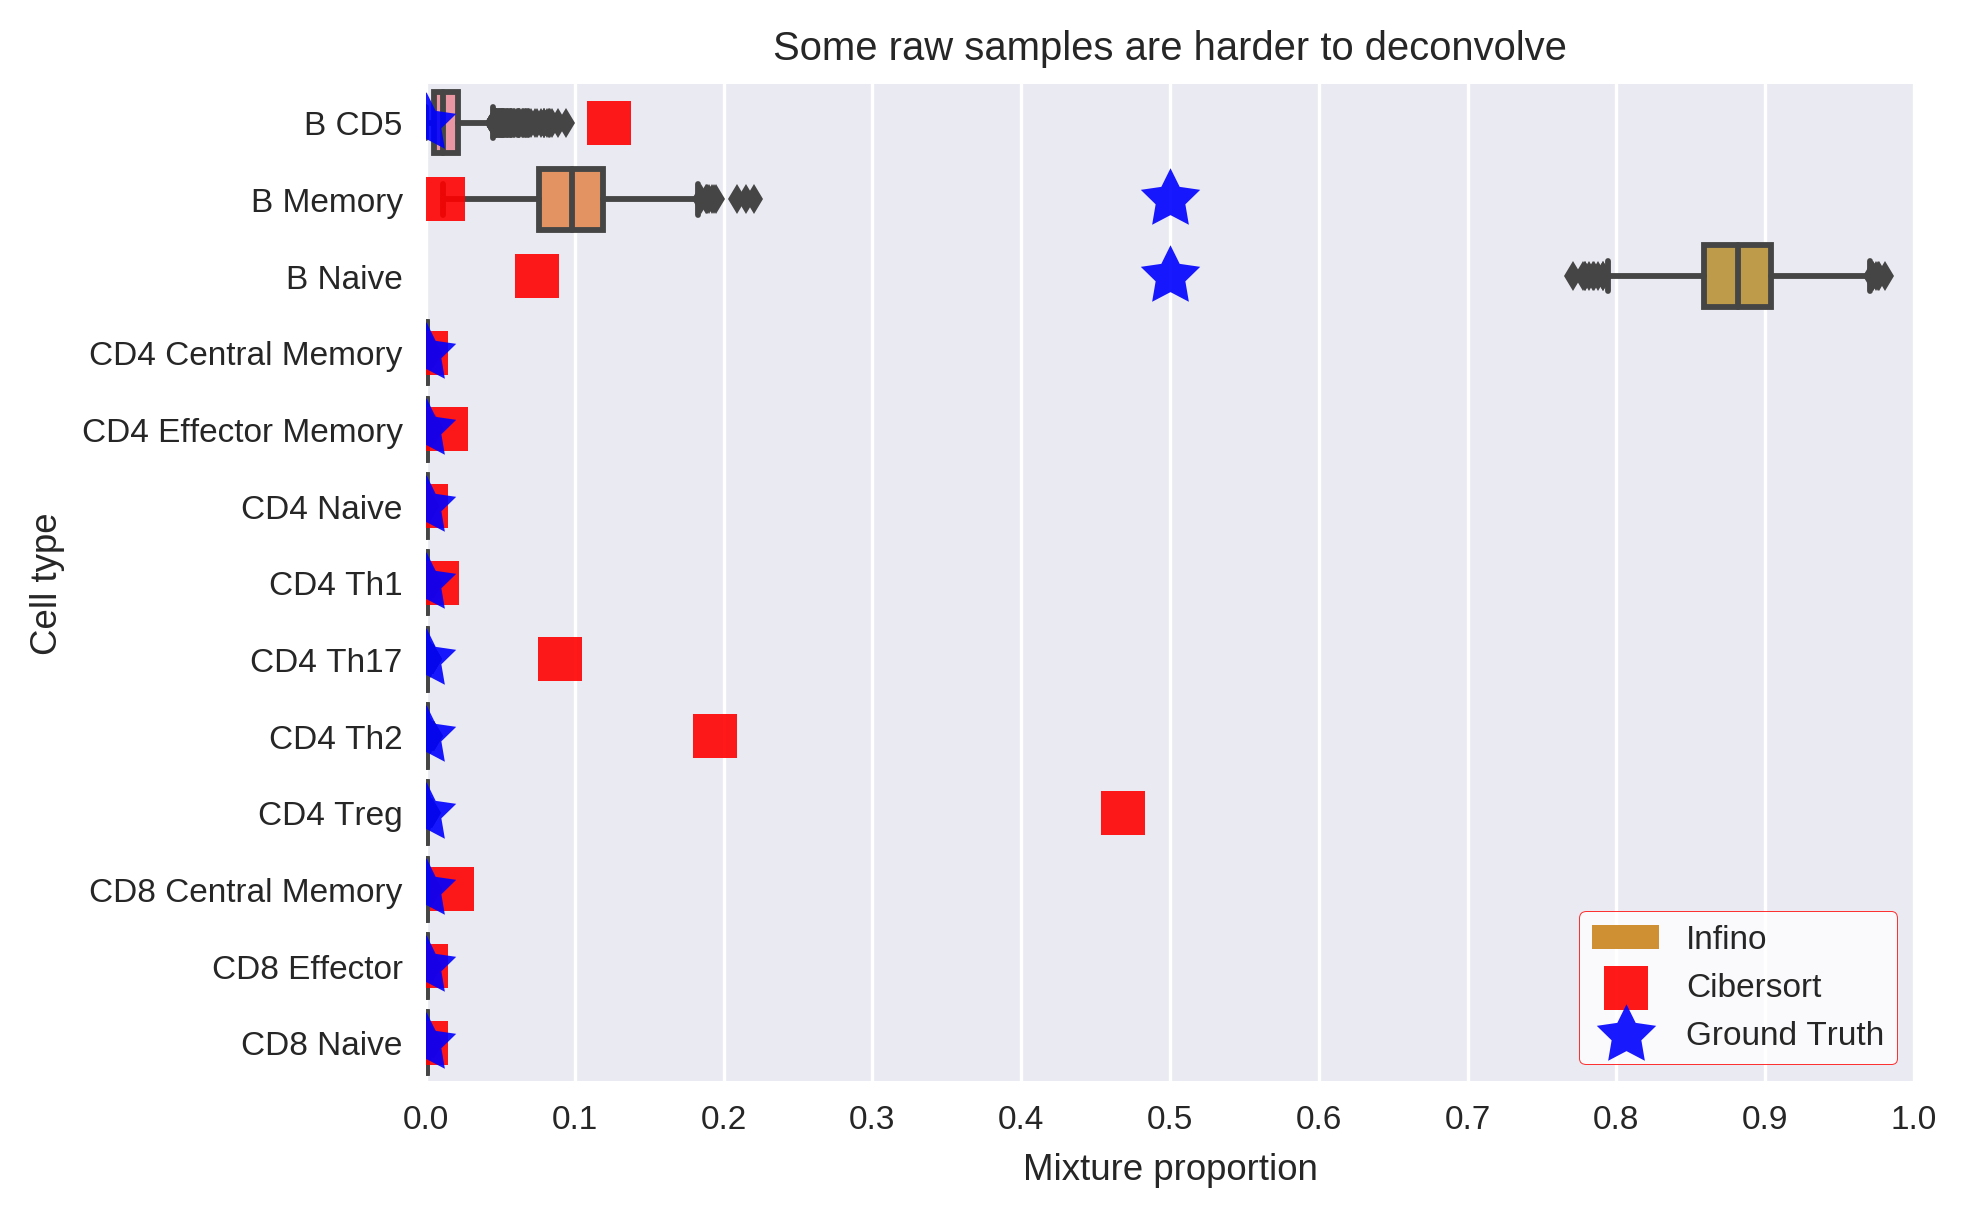 Some raw samples are harder to deconvolve
B CD5
B Memory
B Naive
CD4 Central Memory
CD4 Effector Memory
CD4 Naive
CD4 Th1
CD4 Th17
CD4 Th2
CD4 Treg
CD8 Central Memory
CD8 Effector
CD8 Naive
Cell type
Infino
Cibersort
Ground Truth
0.0 0.1 0.2 0.3 0.4 0.5 0.6 0.7 0.8 0.9 1.0
Mixture proportion